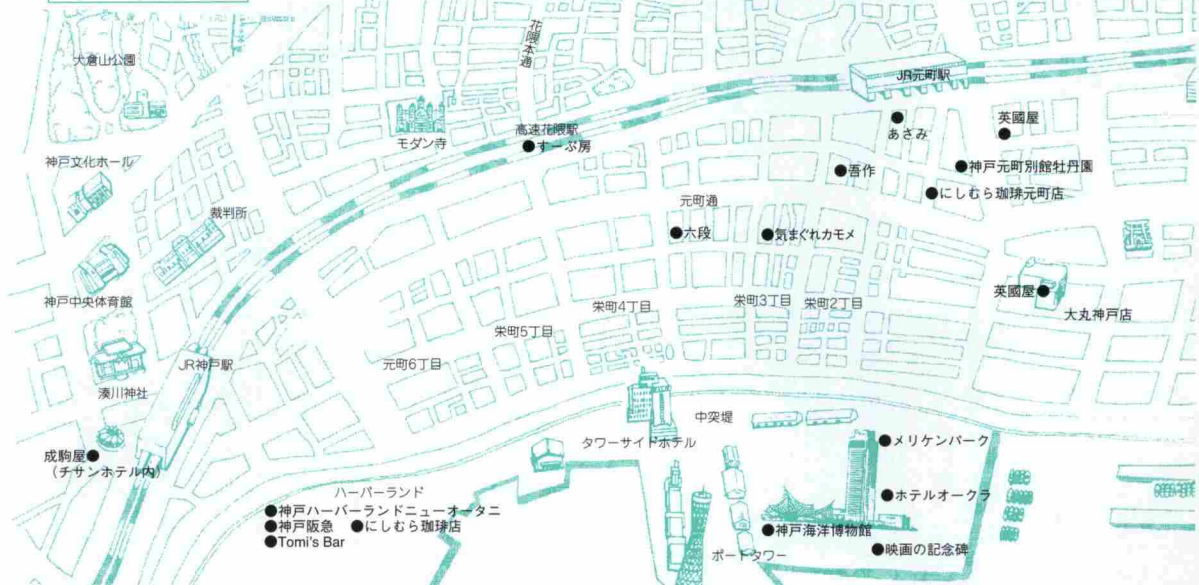 花隈本通
大倉山公園
JR元町駅
モダン寺
高速花隈駅
●すーぷ房
●
あさみ
英國屋
●
神戸文化ホール
●吾作
●神戸元町別館牡丹園
●にしむら珈琲元町店
裁判所
元町通
●六段
●気まぐれカモメ
神戸中央体育館
栄町4丁目
栄町3丁目
栄町2丁目
英國屋●
大丸神戸店
栄町5丁目
元町6丁目
JR神戸駅
湊川神社
中突堤
タワーサイドホテル
●メリケンパーク
成駒屋●
(チサンホテル内)
ハーバーランド
●神戸ハーバーランドニューオータニ
●神戸阪急 ●にしむら珈琲店
●Tomi's Bar
●ホテルオークラ
●神戸海洋博物館
ポートタワー
●映画の記念碑